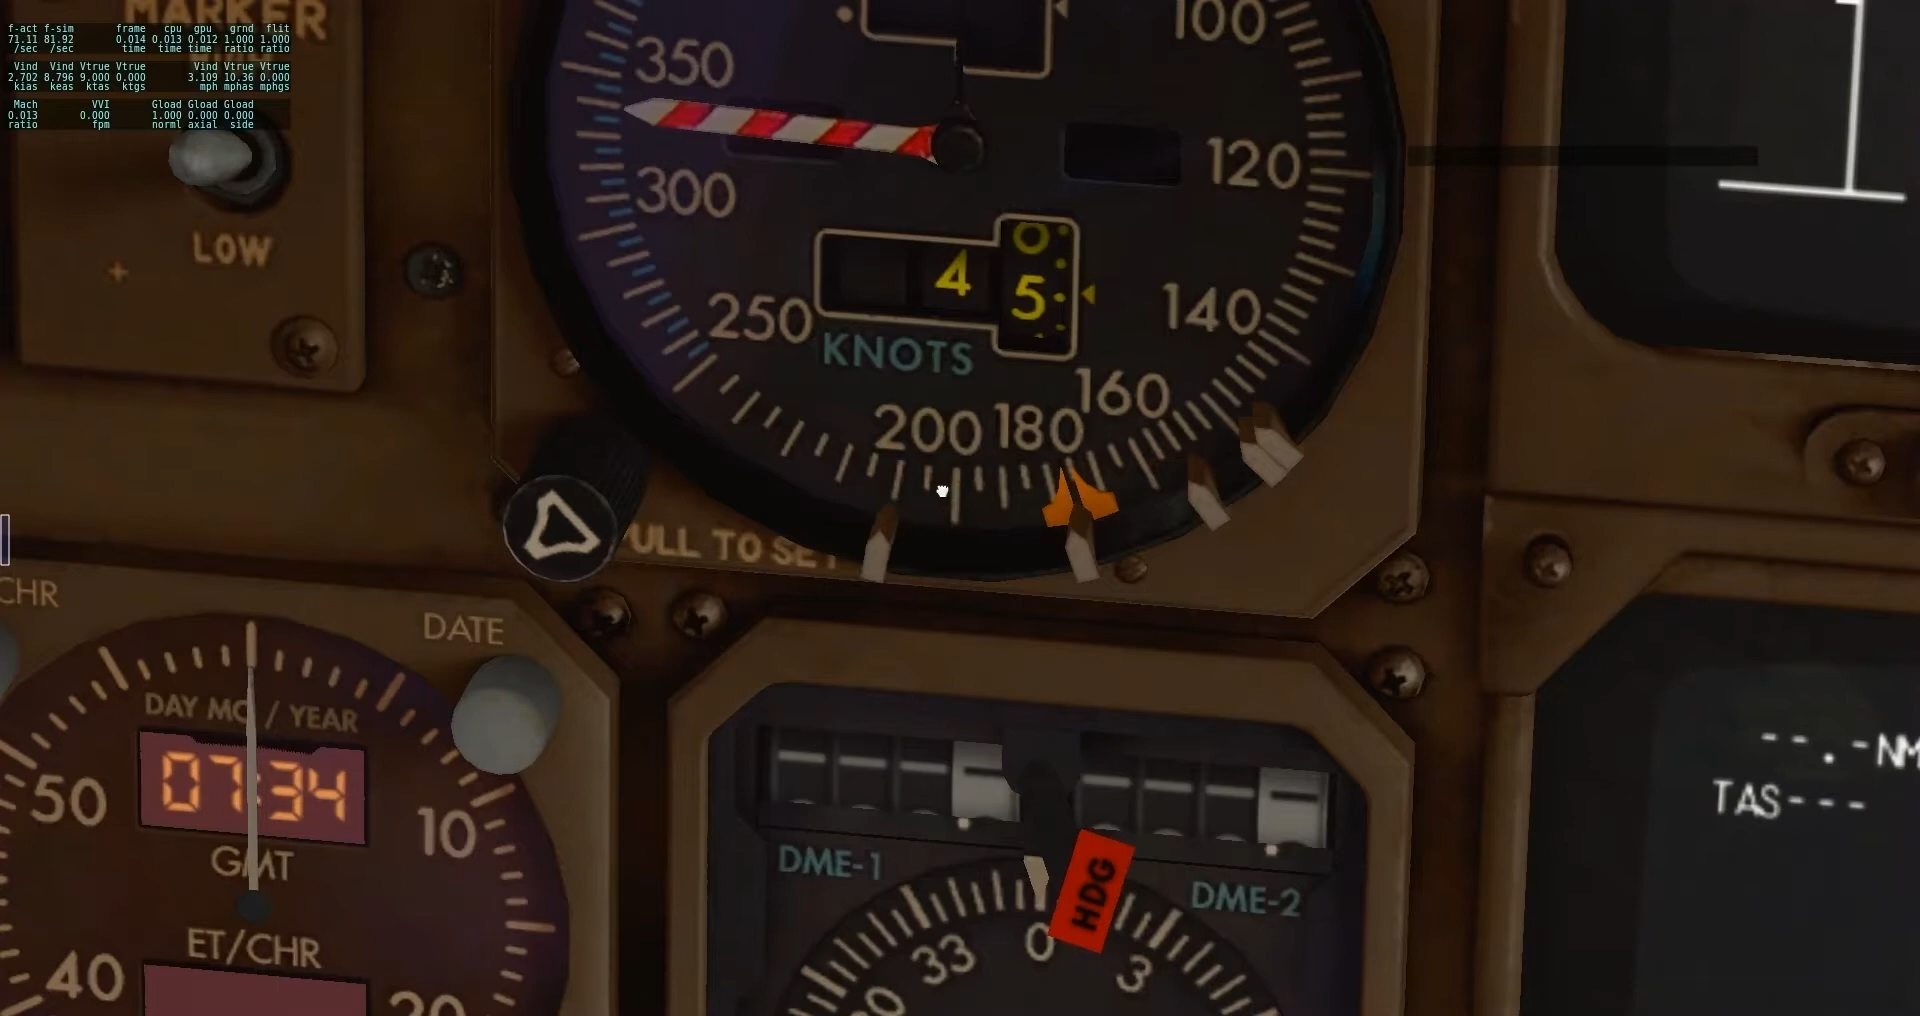 MARKER
f-act f-sim frame cpu gpu grnd flit
71.11 81.92 0.014 0.013 0.012 1.000 1.000
/sec /sec time time time ratio ratio
Vind Vind Vtrue Vtrue Vind Vtrue Vtrue
2.702 8.796 9.000 0.000 3.109 10.36 0.000
kias keas ktas ktgs mph mphas mphgs
Mach VVI Gload Gload Gload
0.013 0.000 1.000 0.000 0.000
ratio fpm norml axial side
LOW
100
350
120
300
0
4 5
140
250
KNOTS
160
200 180
ULL TO SET
CHR
DATE
DAY MO / YEAR
50
07:34
10
GMT
ET/CHR
40
20
--.-NM
TAS---
DME-1
DME-2
HDG
33 0 3